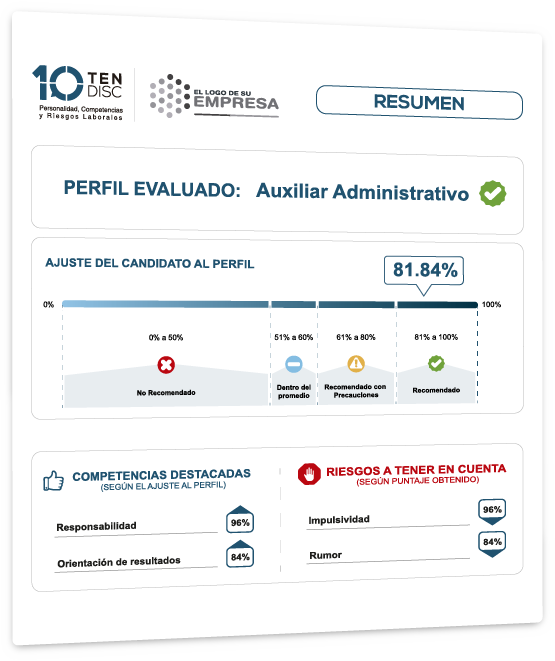 10 TEN
DISC
Personalidad, Competencias
y Riesgos Laborales
EL LOGO DE SU
EMPRESA
RESUMEN
PERFIL EVALUADO: Auxiliar Administrativo
AJUSTE DEL CANDIDATO AL PERFIL
81.84%
0%
100%
0% a 50%
51% a 60%
61% a 80%
81% a 100%
No Recomendado
Dentro del
promedio
Recomendado con
Precauciones
Recomendado
COMPETENCIAS DESTACADAS
(SEGÚN EL AJUSTE AL PERFIL)
Responsabilidad 96%
Orientación de resultados 84%
RIESGOS A TENER EN CUENTA
(SEGÚN PUNTAJE OBTENIDO)
Impulsividad 96%
Rumor 84%